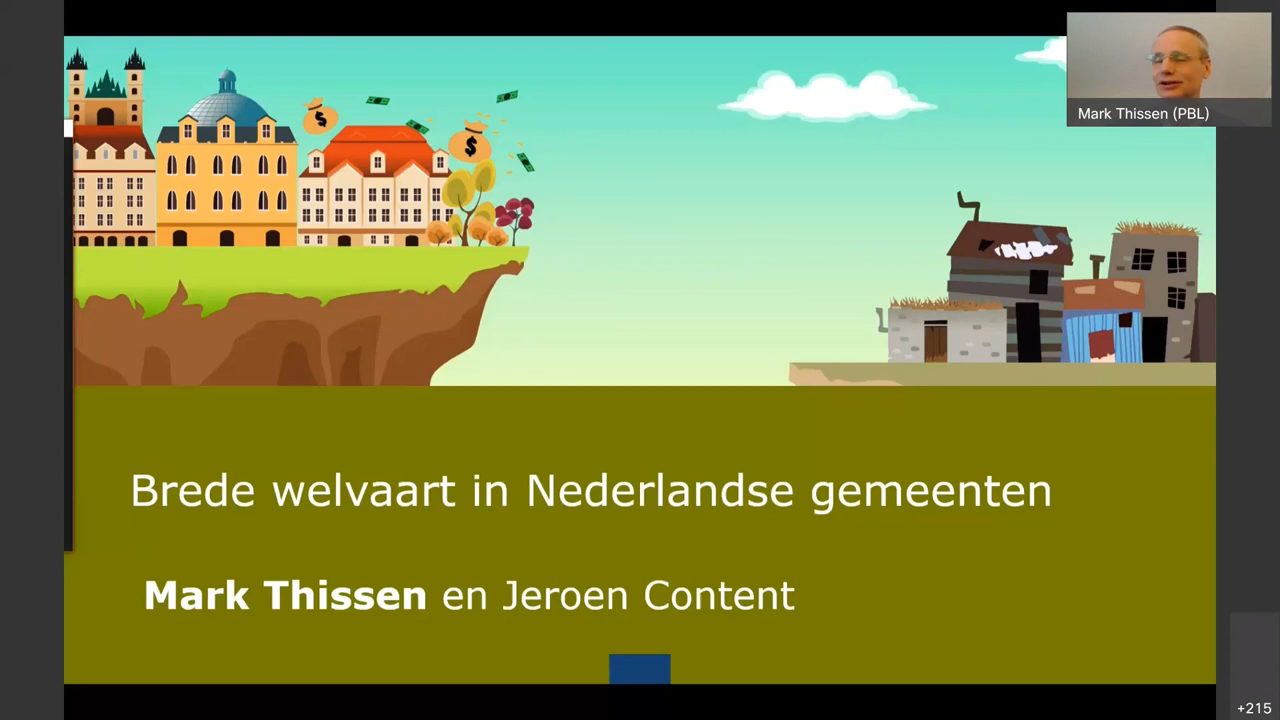 Mark Thissen (PBL)
$
$
Brede welvaart in Nederlandse gemeenten
Mark Thissen en Jeroen Content
+215